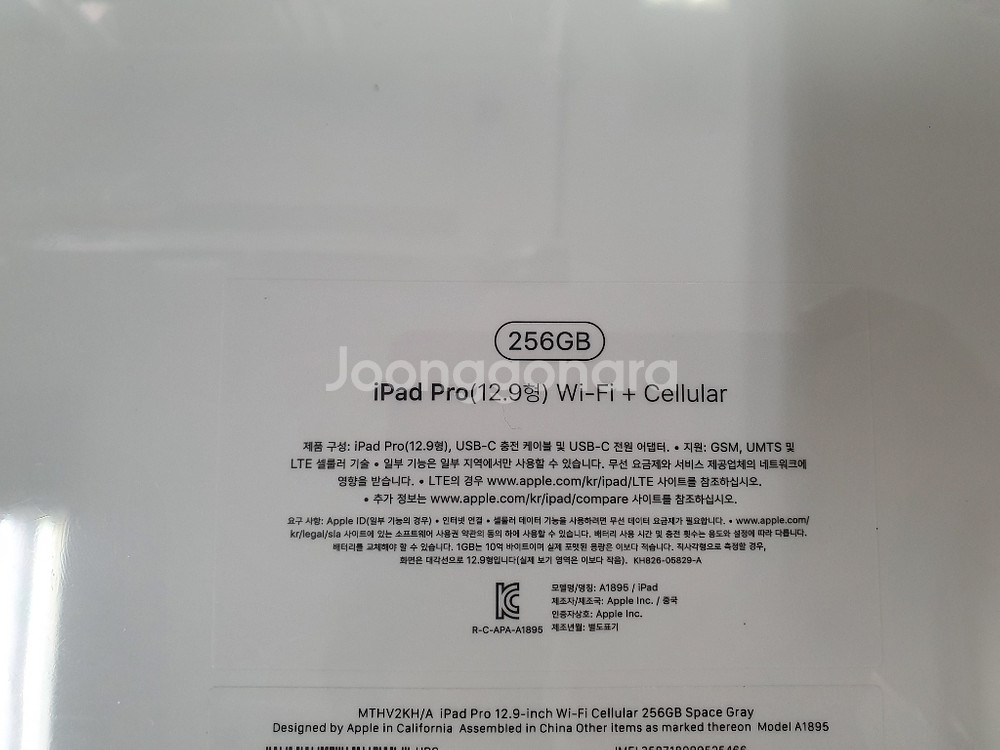 256GB
Joonggonara
iPad Pro(12.9형) Wi-Fi + Cellular
제품 구성: iPad Pro(12.9형), USB-C 충전 케이블 및 USB-C 전원 어댑터. • 지원: GSM, UMTS 및
LTE 셀룰러 기술 • 일부 기능은 일부 지역에서만 사용할 수 있습니다. 무선 요금제와 서비스 제공업체의 네트워크에
영향을 받습니다. • LTE의 경우 www.apple.com/kr/ipad/LTE 사이트를 참조하십시오.
• 추가 정보는 www.apple.com/kr/ipad/compare 사이트를 참조하십시오.
요구 사항: Apple ID(일부 기능의 경우) • 인터넷 연결 • 셀룰러 데이터 기능을 사용하려면 무선 데이터 요금제가 필요합니다. • www.apple.com/
kr/legal/sla 사이트에 있는 소프트웨어 사용권 약관의 동의 하에 사용할 수 있습니다. 배터리 사용 시간 및 충전 횟수는 용도와 설정에 따라 다릅니다.
배터리를 교체해야 할 수 있습니다. 1GB는 10억 바이트이며 실제 포맷된 용량은 이보다 적습니다. 직사각형으로 측정할 경우,
화면은 대각선으로 12.9형입니다(실제 보기 영역은 이보다 작음). KH826-05829-A
모델명/명칭: A1895 / iPad
제조자/제조국: Apple Inc. / 중국
인증자상호: Apple Inc.
R-C-APA-A1895 제조년월: 별도표기
MTHV2KH/A iPad Pro 12.9-inch Wi-Fi Cellular 256GB Space Gray
Designed by Apple in California Assembled in China Other items as marked thereon Model A1895